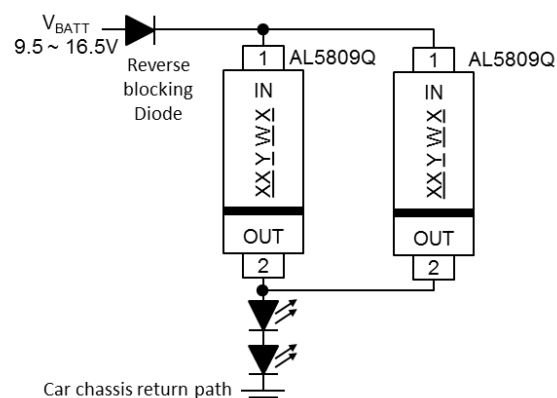 V_BATT
9.5 ~ 16.5V
Reverse
blocking
Diode
1 AL5809Q
IN
XX Y W X
OUT
2
1 AL5809Q
IN
XX Y W X
OUT
2
Car chassis return path